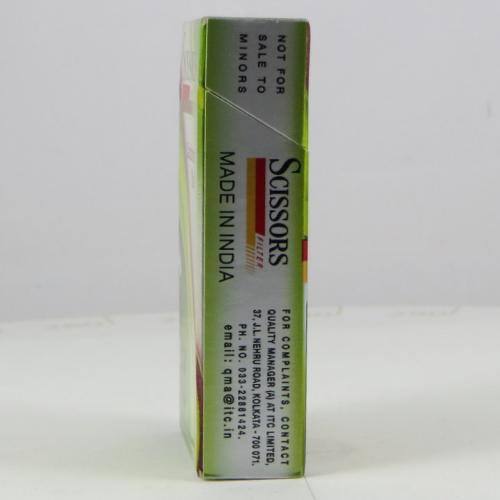 NOT FOR
SALE TO
MINORS
SCISSORS
FILTER
MADE IN INDIA
FOR COMPLAINTS, CONTACT
QUALITY MANAGER (A) AT ITC LIMITED,
37, J.L. NEHRU ROAD, KOLKATA - 700 071.
PH. NO. 033-22881424.
email: qma@itc.in